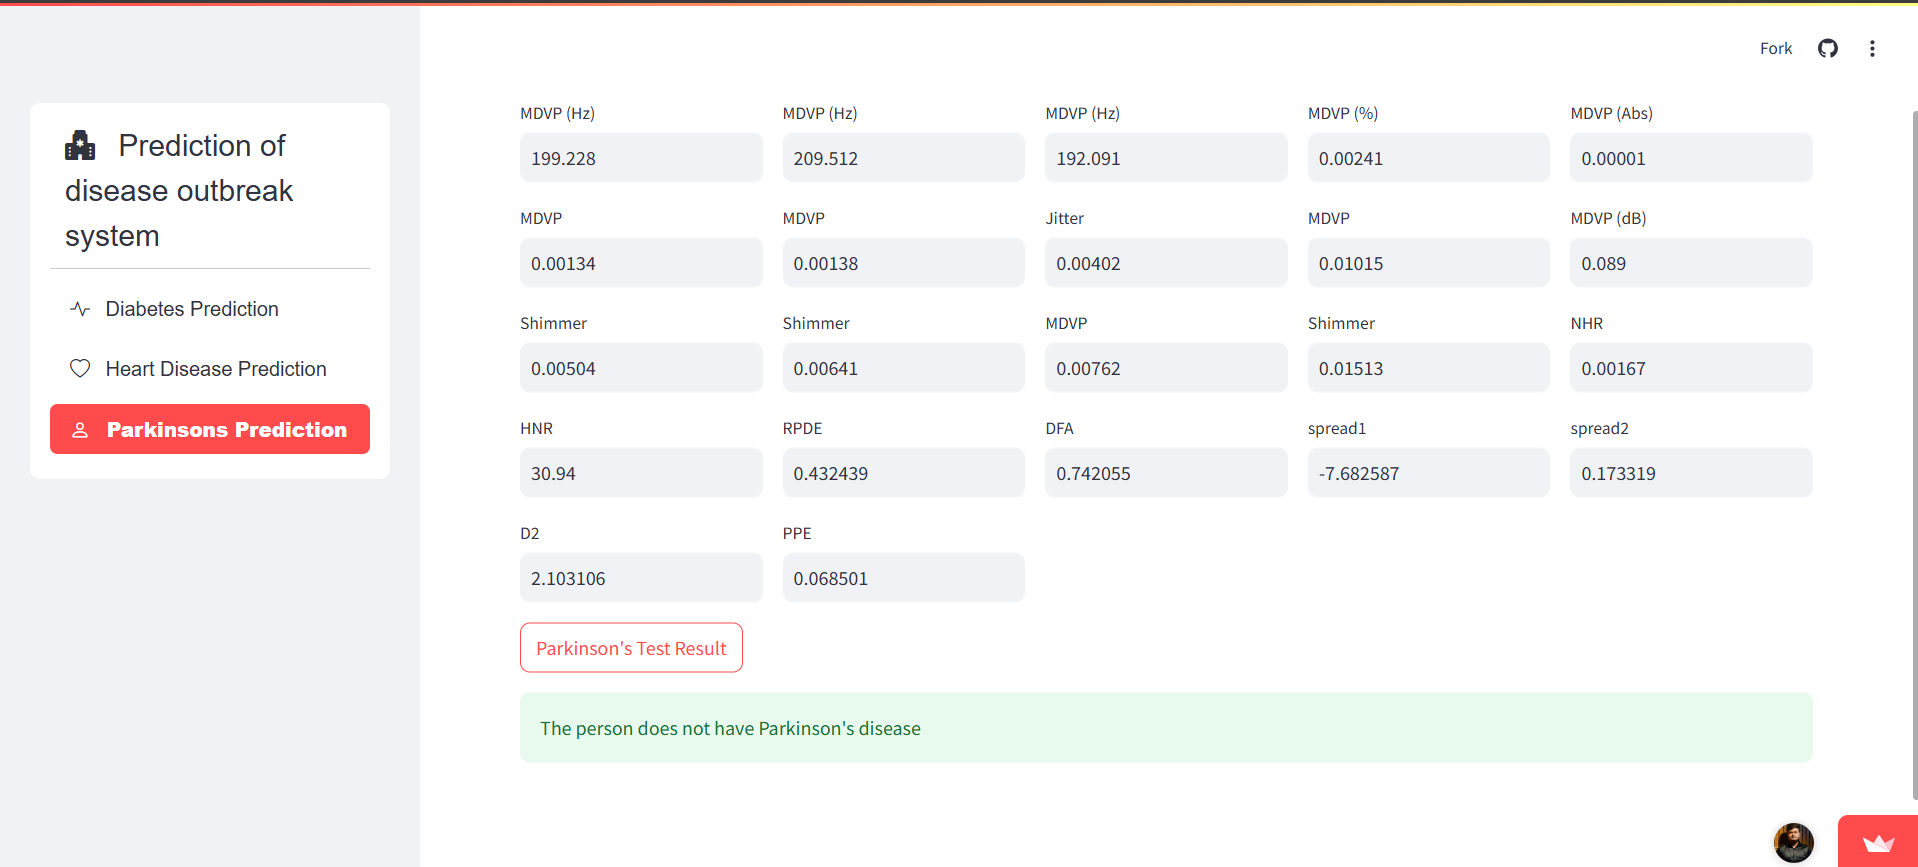 Fork
Prediction of
disease outbreak
system
Diabetes Prediction
Heart Disease Prediction
Parkinsons Prediction
MDVP (Hz) MDVP (Hz) MDVP (Hz) MDVP (%) MDVP (Abs)
199.228 209.512 192.091 0.00241 0.00001
MDVP MDVP Jitter MDVP MDVP (dB)
0.00134 0.00138 0.00402 0.01015 0.089
Shimmer Shimmer MDVP Shimmer NHR
0.00504 0.00641 0.00762 0.01513 0.00167
HNR RPDE DFA spread1 spread2
30.94 0.432439 0.742055 -7.682587 0.173319
D2 PPE
2.103106 0.068501
Parkinson's Test Result
The person does not have Parkinson's disease